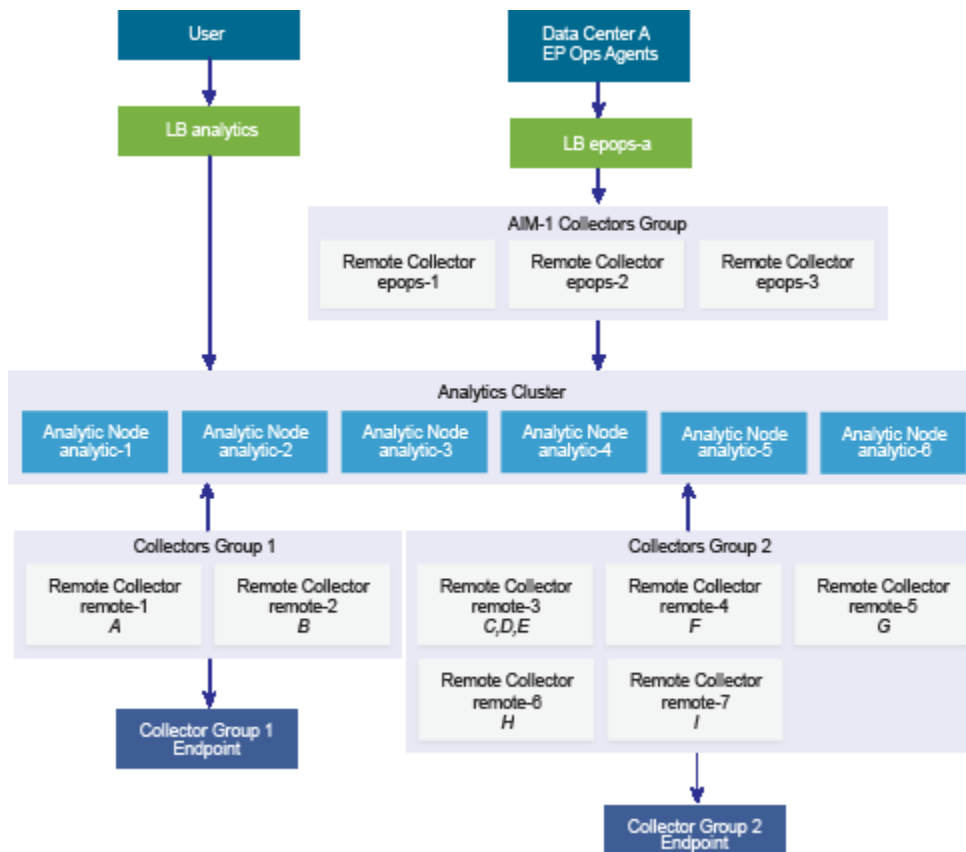 User
Data Center A
EP Ops Agents
LB analytics
LB epops-a
AIM-1 Collectors Group
Remote Collector
epops-1
Remote Collector
epops-2
Remote Collector
epops-3
Analytics Cluster
Analytic Node
analytic-1
Analytic Node
analytic-2
Analytic Node
analytic-3
Analytic Node
analytic-4
Analytic Node
analytic-5
Analytic Node
analytic-6
Collectors Group 1
Remote Collector
remote-1
A
Remote Collector
remote-2
B
Collector Group 1
Endpoint
Collectors Group 2
Remote Collector
remote-3
C,D,E
Remote Collector
remote-4
F
Remote Collector
remote-5
G
Remote Collector
remote-6
H
Remote Collector
remote-7
I
Collector Group 2
Endpoint